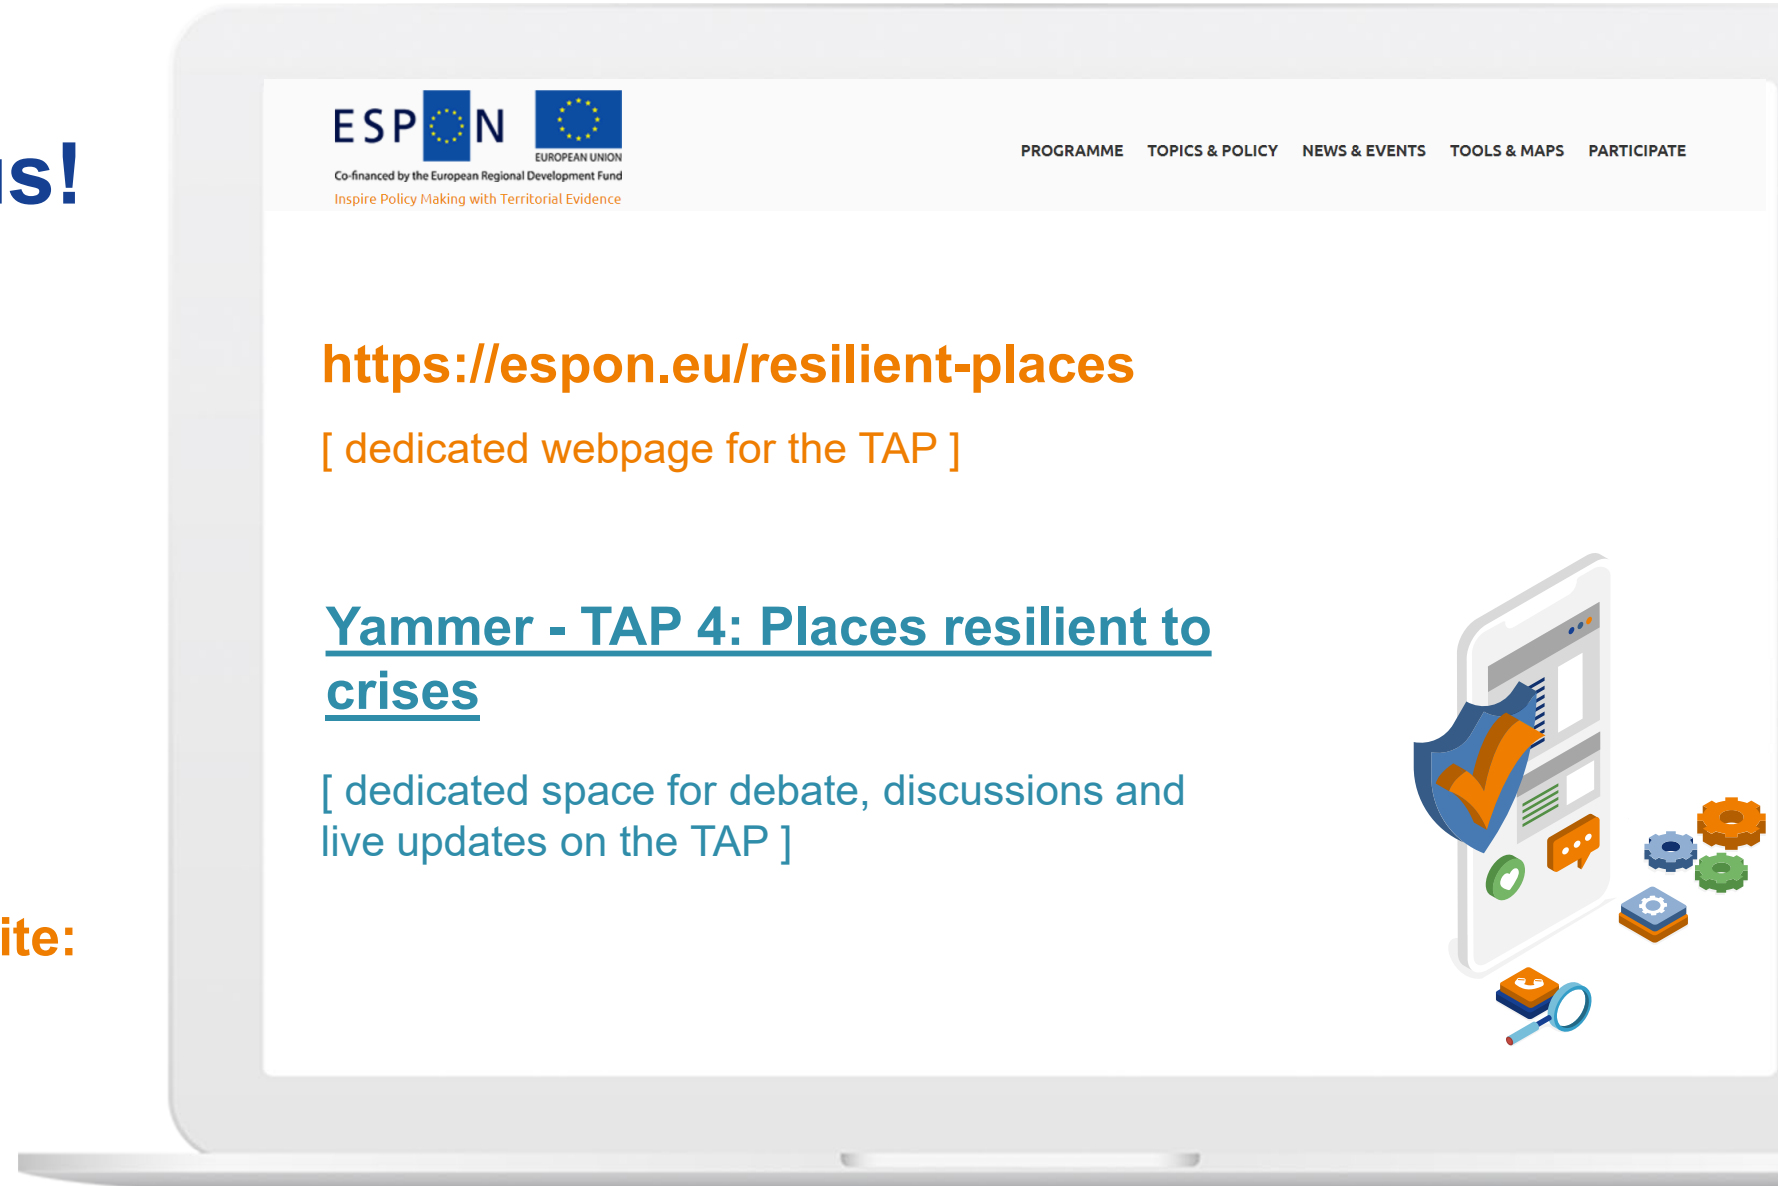 us!
ite:
ESPON
EUROPEAN UNION
Co-financed by the European Regional Development Fund
Inspire Policy Making with Territorial Evidence
PROGRAMME TOPICS & POLICY NEWS & EVENTS TOOLS & MAPS PARTICIPATE
https://espon.eu/resilient-places
[ dedicated webpage for the TAP ]
Yammer - TAP 4: Places resilient to
crises
[ dedicated space for debate, discussions and
live updates on the TAP ]